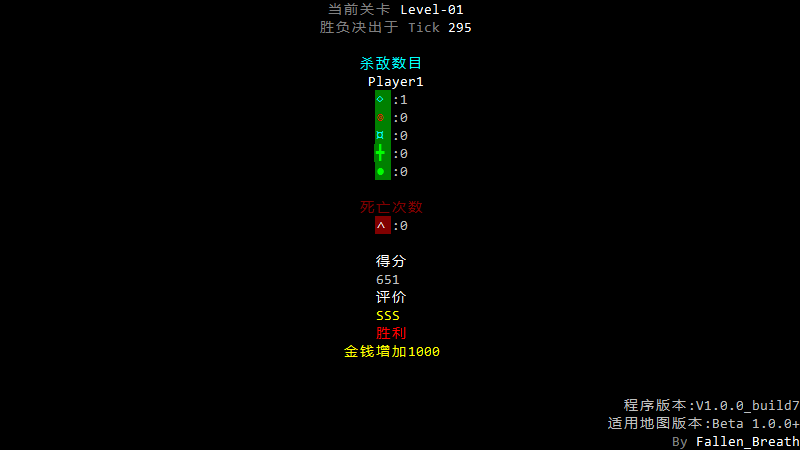 当前关卡 Level-01
胜负决出于 Tick 295
杀敌数目
Player1
◇:1
:0
¤:0
╋:0
●:0
死亡次数
^:0
得分
651
评价
SSS
胜利
金钱增加1000
程序版本:V1.0.0_build7
适用地图版本:Beta 1.0.0+
By Fallen_Breath